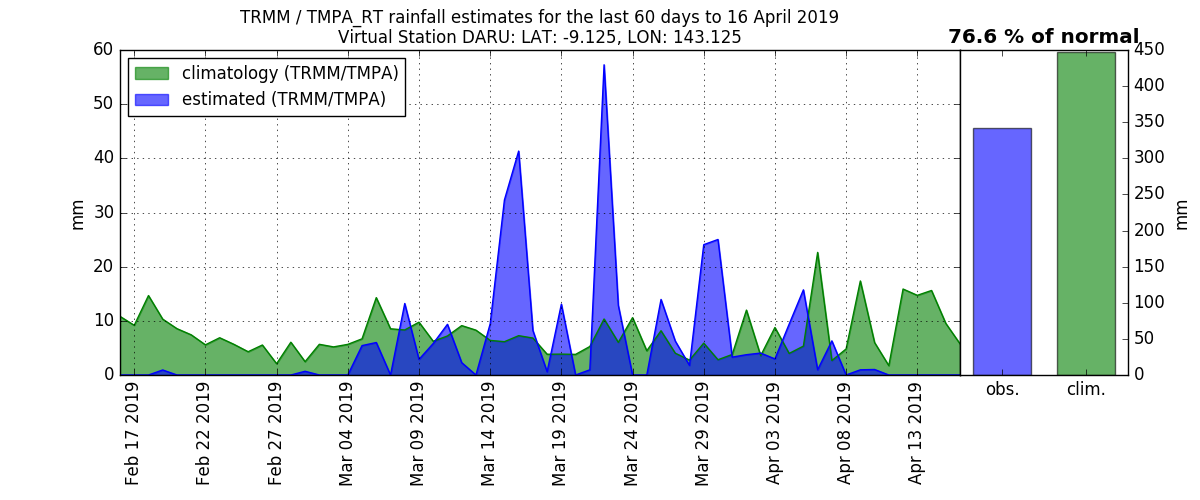 TRMM / TMPA_RT rainfall estimates for the last 60 days to 16 April 2019
Virtual Station DARU: LAT: -9.125, LON: 143.125
76.6 % of normal
climatology (TRMM/TMPA)
estimated (TRMM/TMPA)
60
50
40
30
20
10
0
mm
450
400
350
300
250
200
150
100
50
0
mm
Feb 17 2019
Feb 22 2019
Feb 27 2019
Mar 04 2019
Mar 09 2019
Mar 14 2019
Mar 19 2019
Mar 24 2019
Mar 29 2019
Apr 03 2019
Apr 08 2019
Apr 13 2019
obs.
clim.